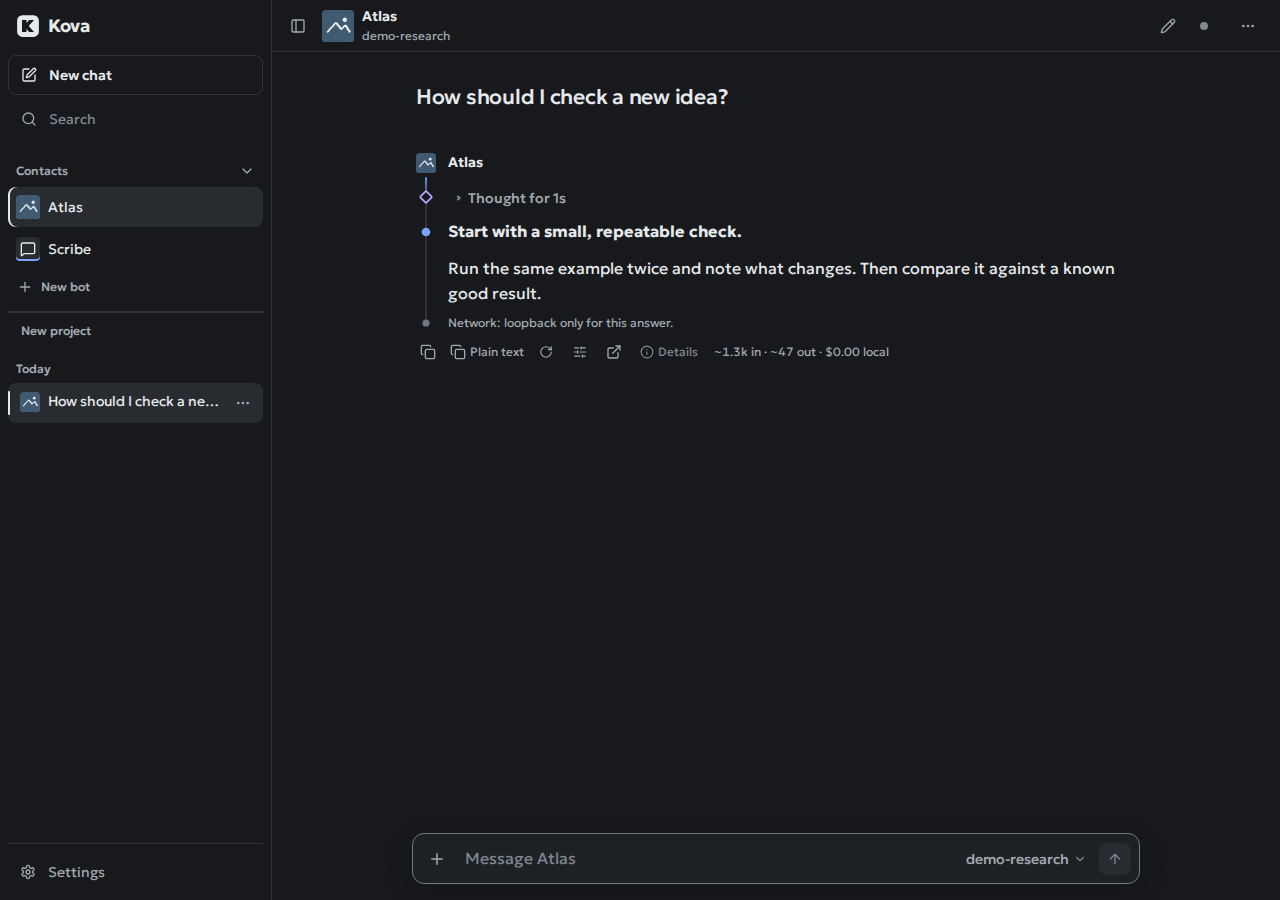 Kova
New chat
Search
Contacts
Atlas
Scribe
New bot
New project
Today
How should I check a ne...
Settings
Atlas
demo-research
How should I check a new idea?
Atlas
Thought for 1s
Start with a small, repeatable check.
Run the same example twice and note what changes. Then compare it against a known
good result.
Network: loopback only for this answer.
Plain text Details ~1.3k in · ~47 out · $0.00 local
Message Atlas demo-research